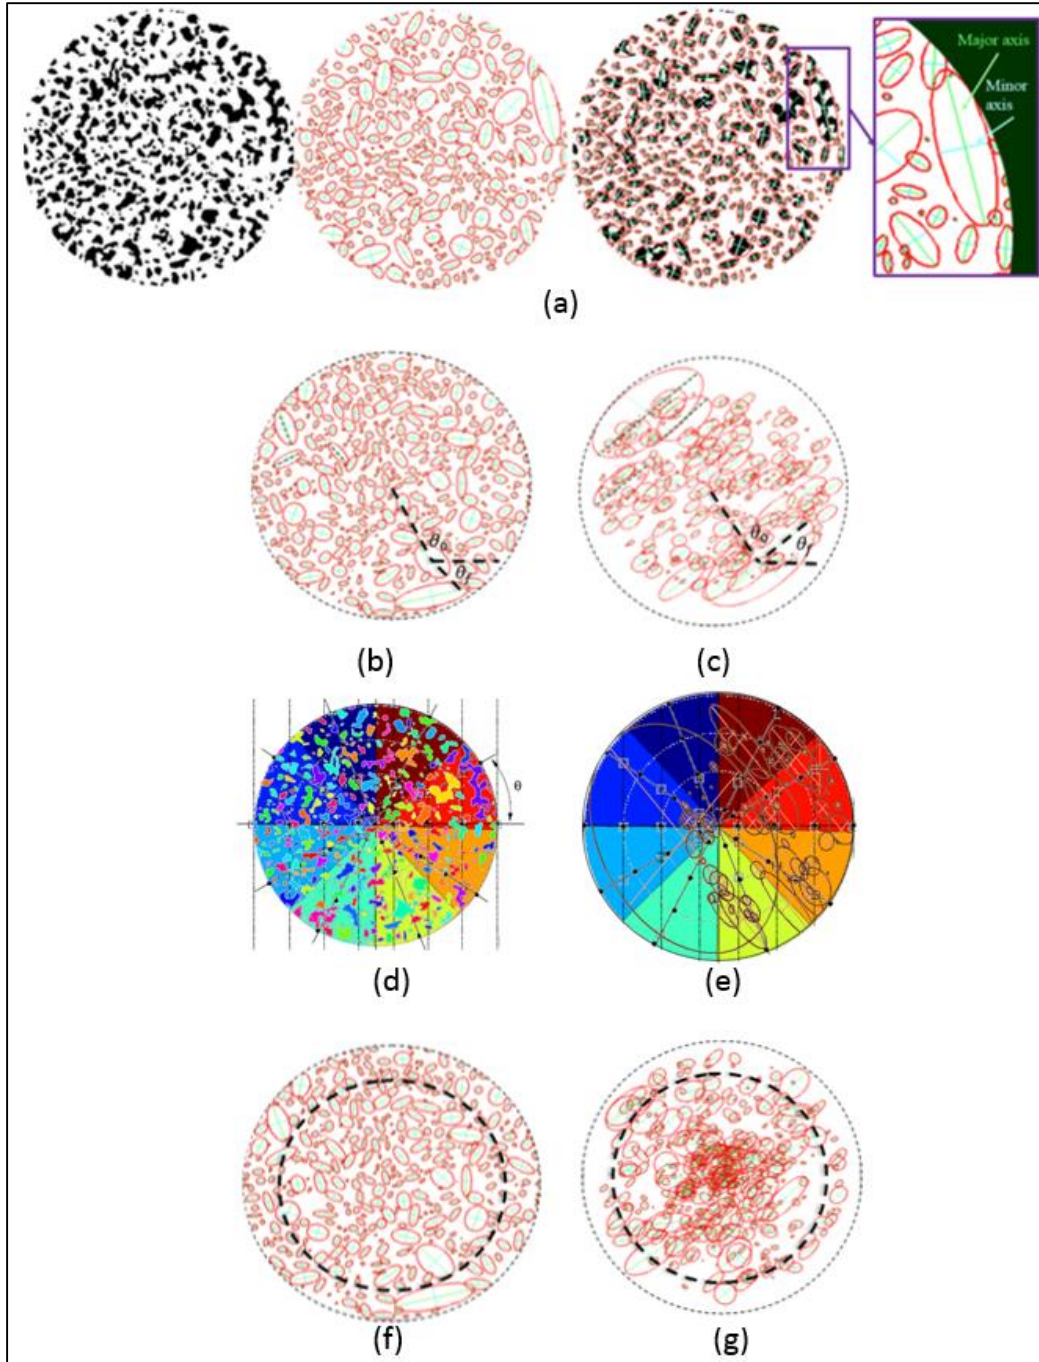 Major axis
Minor
axis
(a)
θo
θf
θo
θf
(b)
(c)
θ
(d)
(e)
(f)
(g)